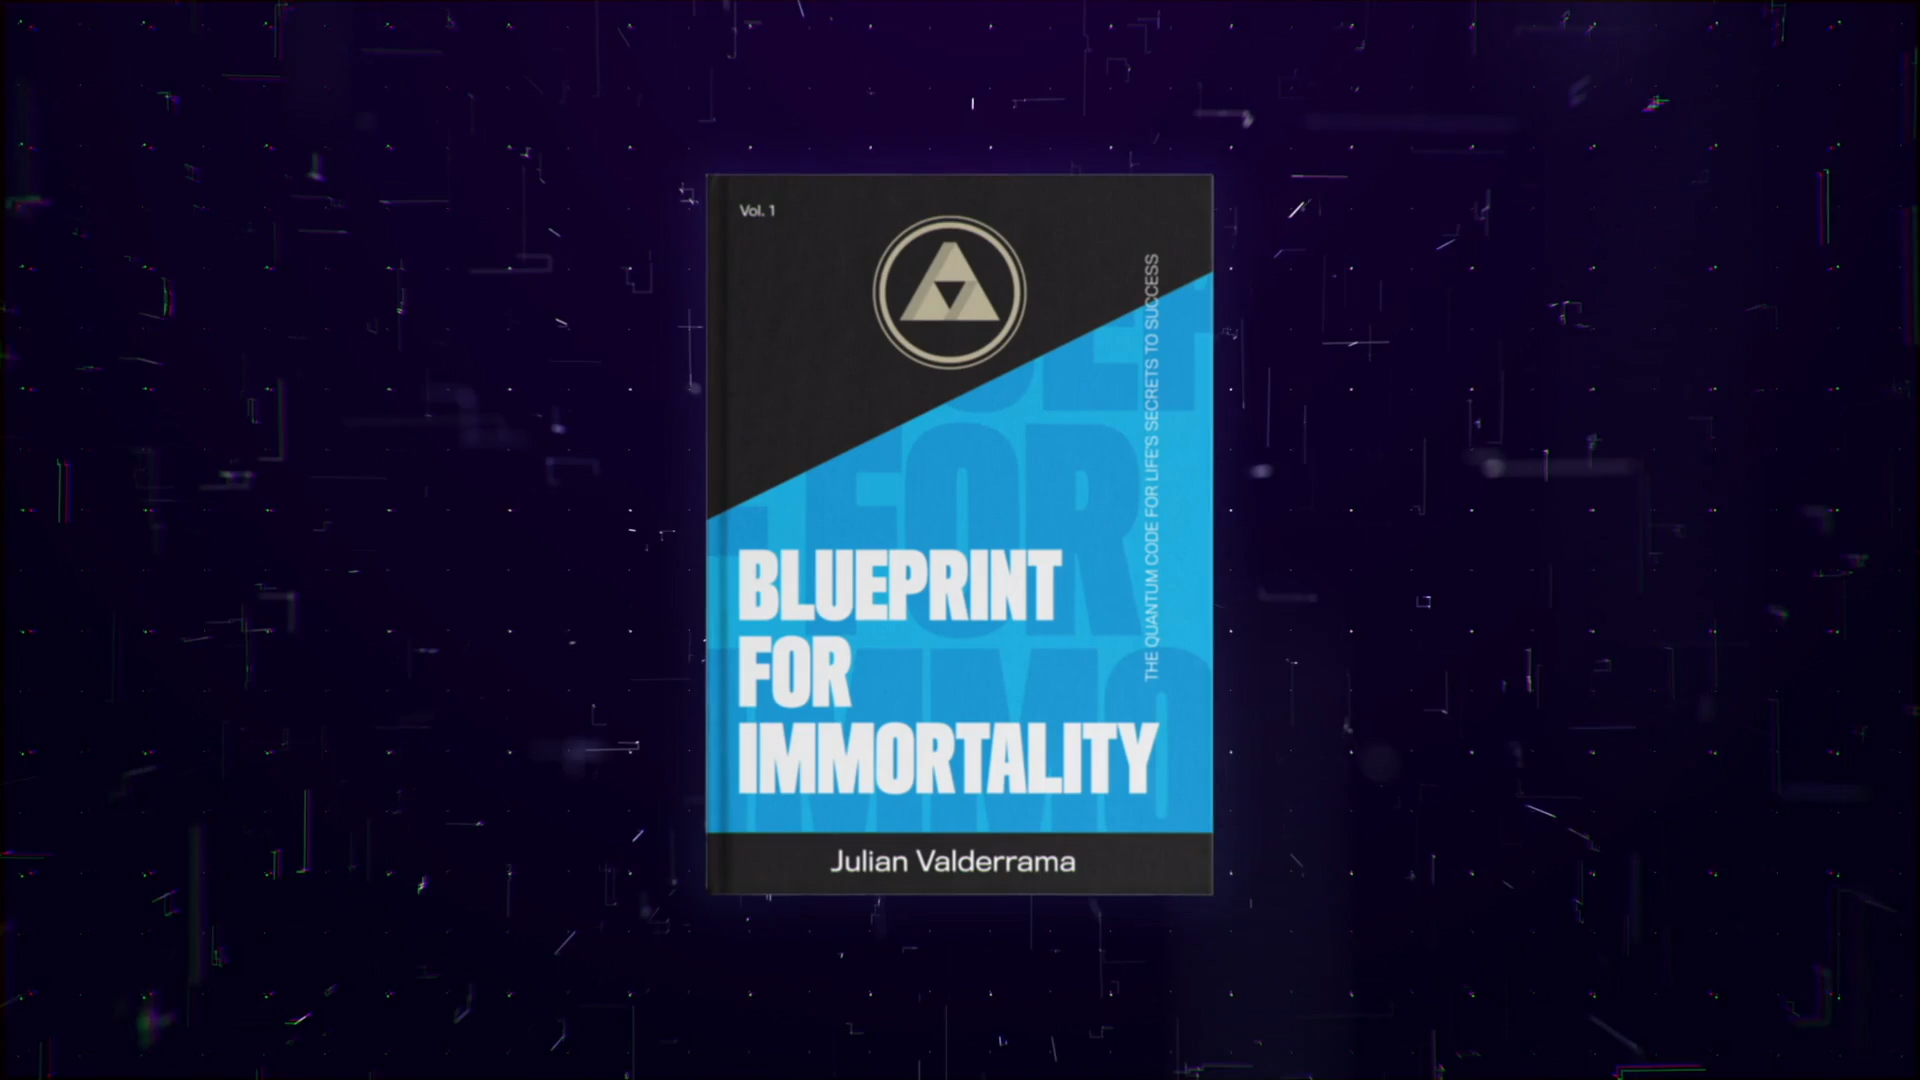 Vol. 1
THE QUANTUM CODE FOR LIFE'S SECRETS TO SUCCESS
BLUEPRINT
FOR
IMMORTALITY
Julian Valderrama